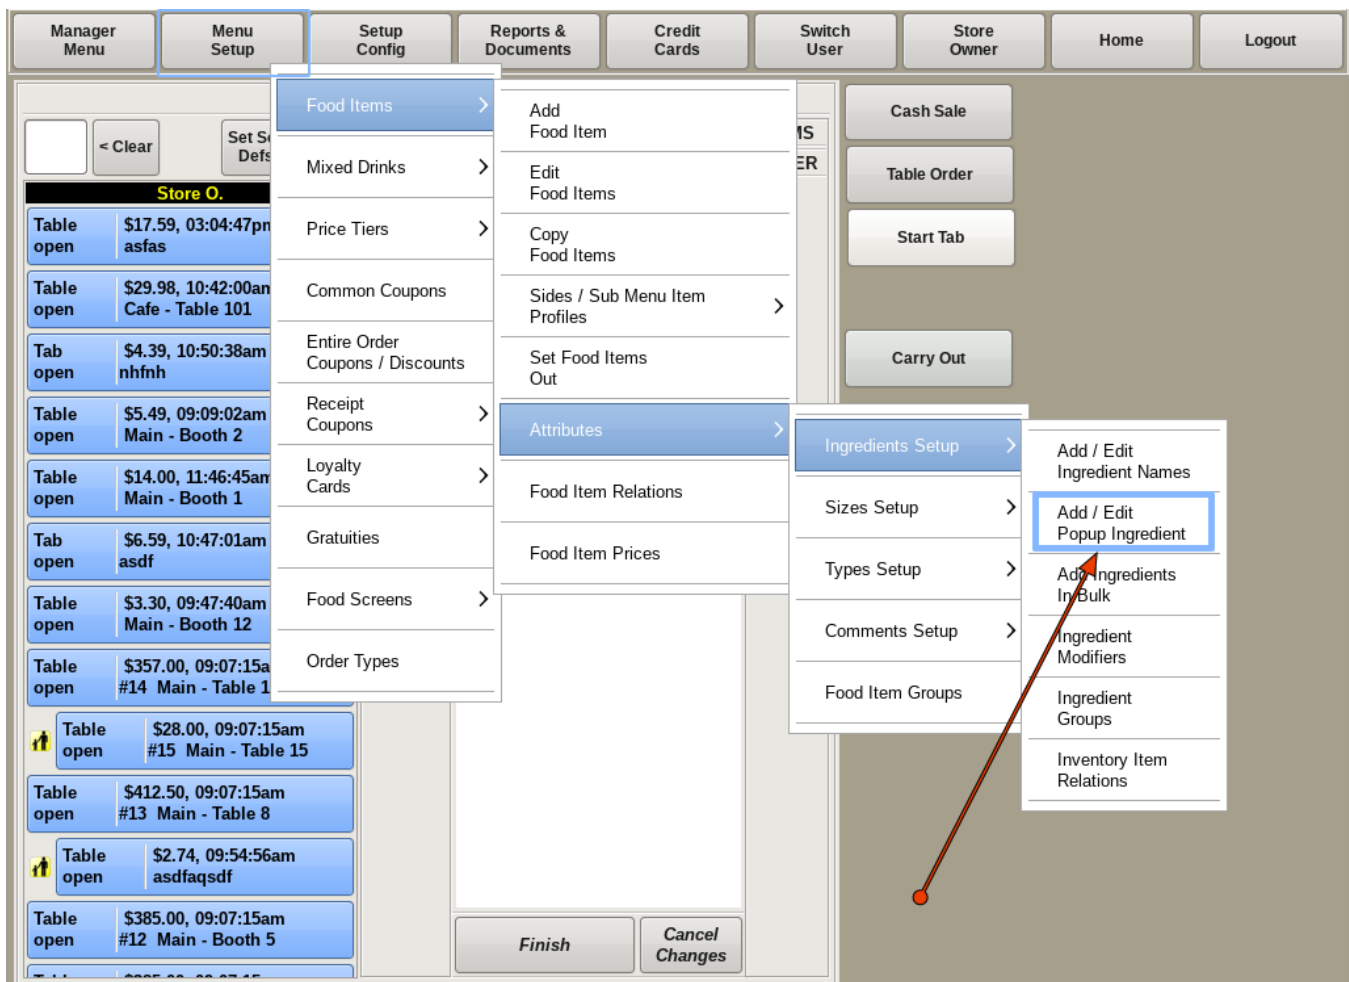 Manager
Menu
Menu
Setup
Setup
Config
Reports &
Documents
Credit
Cards
Switch
User
Store
Owner
Home
Logout
< Clear
Set
Defs
Store O.
Table
open
$17.59, 03:04:47pm
asfas
Table
open
$29.98, 10:42:00am
Cafe - Table 101
Tab
open
$4.39, 10:50:38am
nhfnh
Table
open
$5.49, 09:09:02am
Main - Booth 2
Table
open
$14.00, 11:46:45am
Main - Booth 1
Tab
open
$6.59, 10:47:01am
asdf
Table
open
$3.30, 09:47:40am
Main - Booth 12
Table
open
$357.00, 09:07:15a
#14 Main - Table 1
Table
open
$28.00, 09:07:15am
#15 Main - Table 15
Table
open
$412.50, 09:07:15am
#13 Main - Table 8
Table
open
$2.74, 09:54:56am
asdfaqsdf
Table
open
$385.00, 09:07:15am
#12 Main - Booth 5
Food Items
Mixed Drinks
Price Tiers
Common Coupons
Entire Order
Coupons / Discounts
Receipt
Coupons
Loyalty
Cards
Gratuities
Food Screens
Order Types
Add
Food Item
Edit
Food Items
Copy
Food Items
Sides / Sub Menu Item
Profiles
Set Food Items
Out
Attributes
Food Item Relations
Food Item Prices
MS
ER
Ingredients Setup
Sizes Setup
Types Setup
Comments Setup
Food Item Groups
Add / Edit
Ingredient Names
Add / Edit
Popup Ingredient
Add Ingredients
In Bulk
Ingredient
Modifiers
Ingredient
Groups
Inventory Item
Relations
Cash Sale
Table Order
Start Tab
Carry Out
Finish
Cancel
Changes